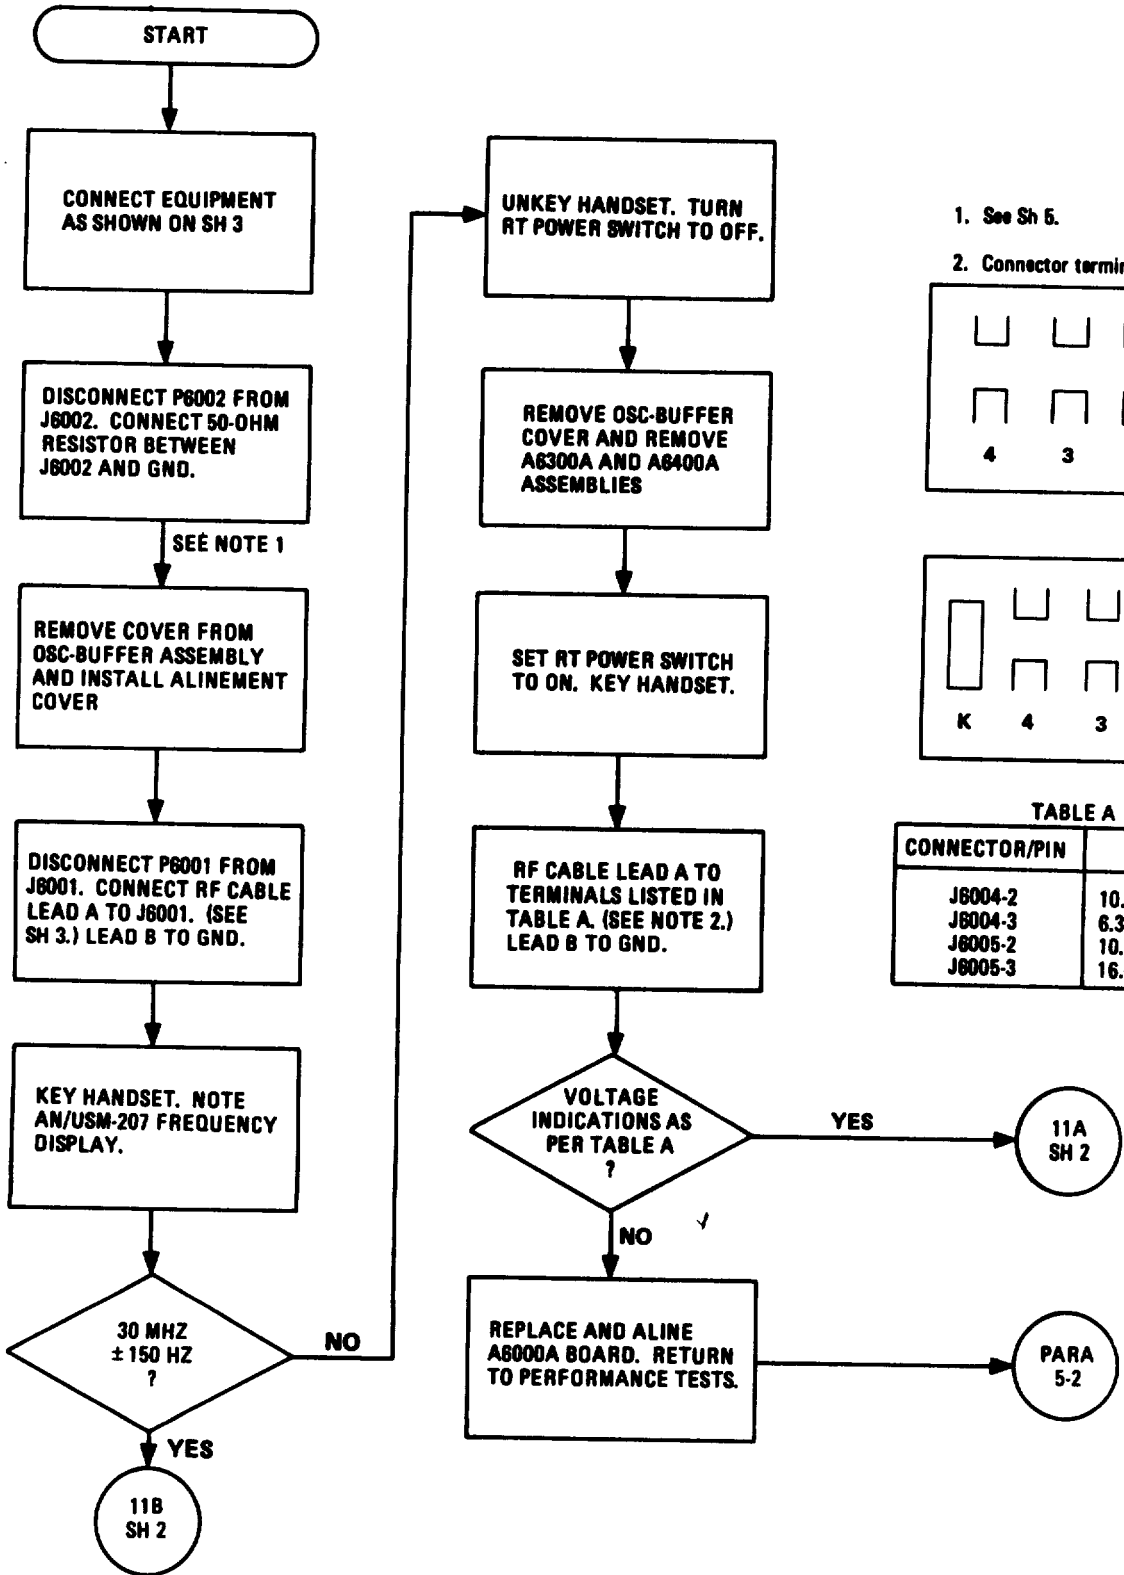 START
CONNECT EQUIPMENT
AS SHOWN ON SH 3
DISCONNECT P6002 FROM
J6002. CONNECT 50-OHM
RESISTOR BETWEEN
J6002 AND GND.
SEE NOTE 1
REMOVE COVER FROM
OSC-BUFFER ASSEMBLY
AND INSTALL ALINEMENT
COVER
DISCONNECT P6001 FROM
J6001. CONNECT RF CABLE
LEAD A TO J6001. (SEE
SH 3.) LEAD B TO GND.
KEY HANDSET. NOTE
AN/USM-207 FREQUENCY
DISPLAY.
30 MHZ
± 150 HZ
?
NO
YES
11B
SH 2
UNKEY HANDSET. TURN
RT POWER SWITCH TO OFF.
REMOVE OSC-BUFFER
COVER AND REMOVE
A6300A AND A6400A
ASSEMBLIES
SET RT POWER SWITCH
TO ON. KEY HANDSET.
RF CABLE LEAD A TO
TERMINALS LISTED IN
TABLE A. (SEE NOTE 2.)
LEAD B TO GND.
VOLTAGE
INDICATIONS AS
PER TABLE A
?
YES
11A
SH 2
NO
REPLACE AND ALINE
A6000A BOARD. RETURN
TO PERFORMANCE TESTS.
PARA
5-2
1. See Sh 5.
2. Connector termin
4 3
K 4 3
TABLE A
CONNECTOR/PIN
J6004-2 10.
J6004-3 6.3
J6005-2 10.
J6005-3 16.